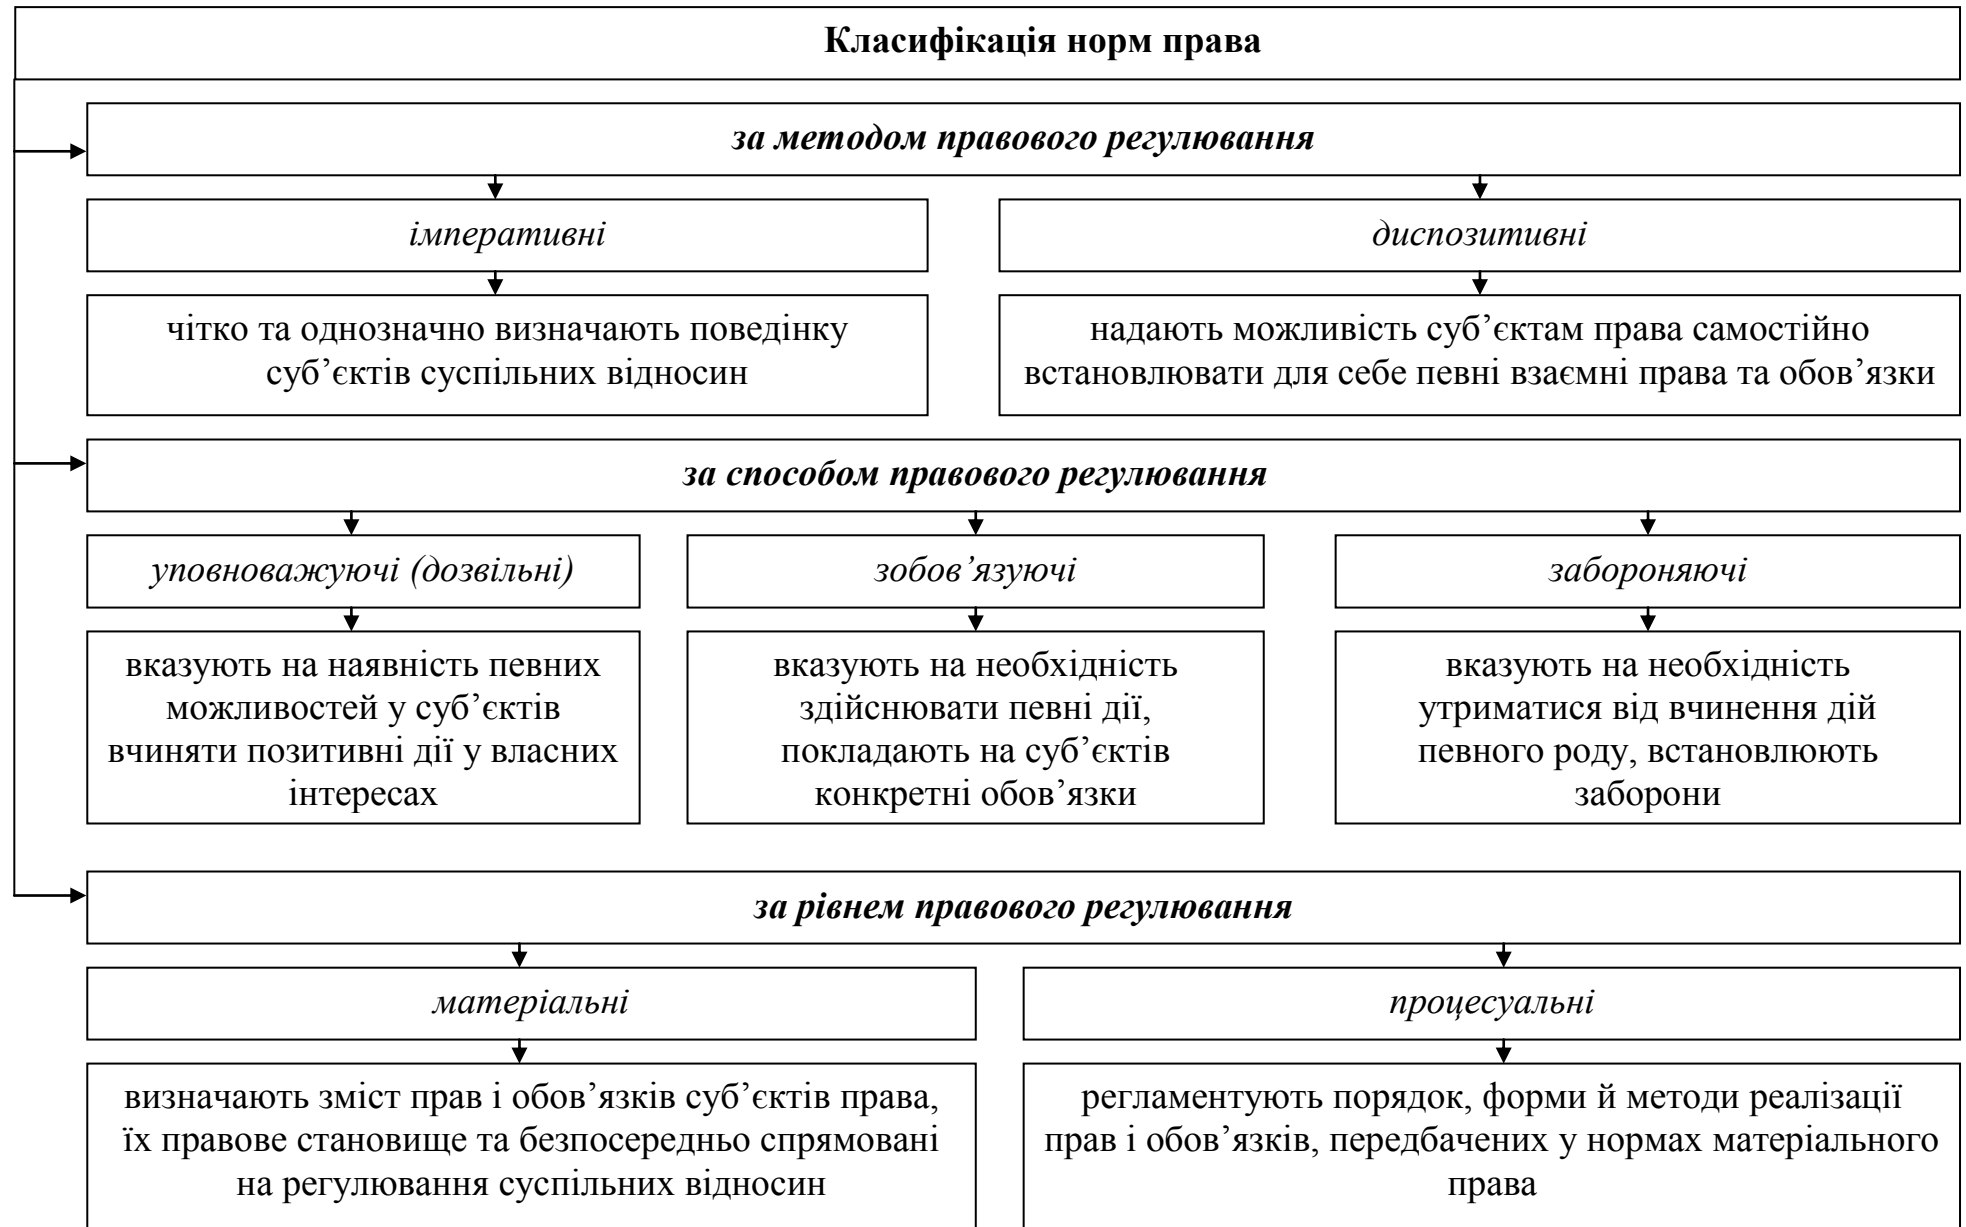 Класифікація норм права
за методом правового регулювання
імперативні
диспозитивні
чітко та однозначно визначають поведінку
суб’єктів суспільних відносин
надають можливість суб’єктам права самостійно
встановлювати для себе певні взаємні права та обов’язки
за способом правового регулювання
уповноважуючі (дозвільні)
зобов’язуючі
забороняючі
вказують на наявність певних
можливостей у суб’єктів
вчиняти позитивні дії у власних
інтересах
вказують на необхідність
здійснювати певні дії,
покладають на суб’єктів
конкретні обов’язки
вказують на необхідність
утриматися від вчинення дій
певного роду, встановлюють
заборони
за рівнем правового регулювання
матеріальні
процесуальні
визначають зміст прав і обов’язків суб’єктів права,
їх правове становище та безпосередньо спрямовані
на регулювання суспільних відносин
регламентують порядок, форми й методи реалізації
прав і обов’язків, передбачених у нормах матеріального
права